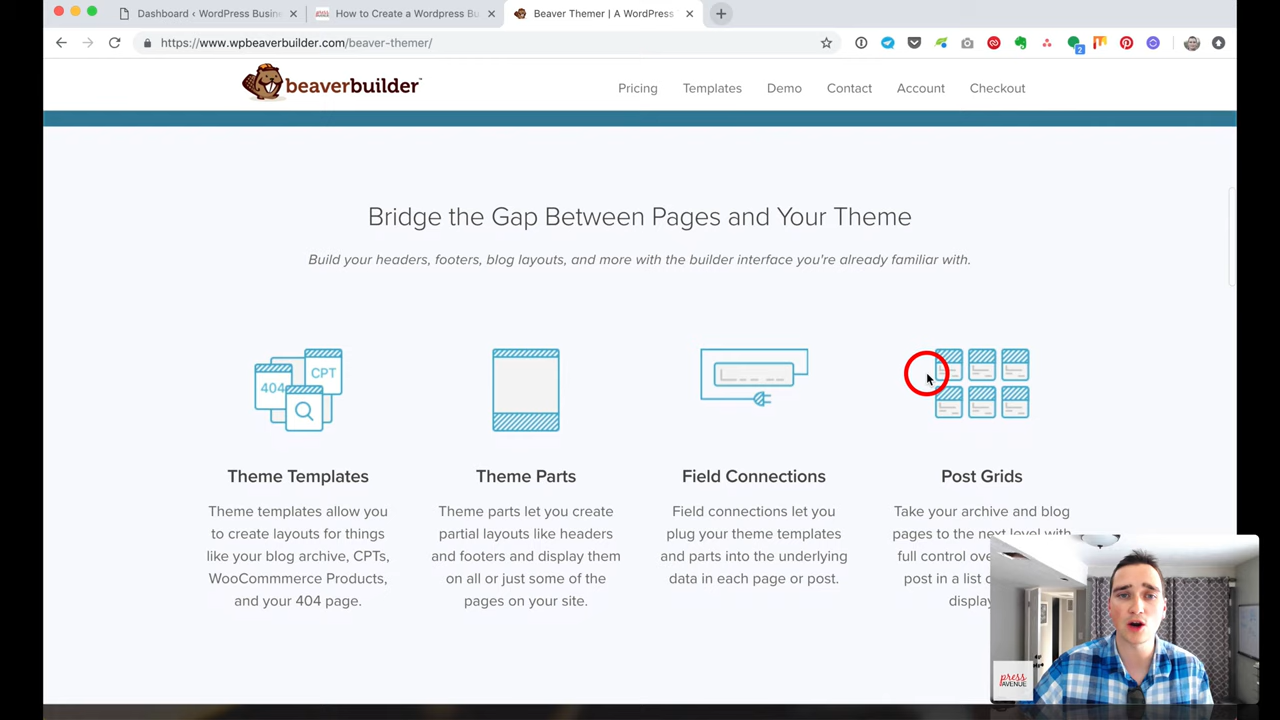 Dashboard ‹ WordPress Busin
How to Create a Wordpress Bu
Beaver Themer | A WordPress
https://www.wpbeaverbuilder.com/beaver-themer/
2
beaverbuilder™
Pricing
Templates
Demo
Contact
Account
Checkout
Bridge the Gap Between Pages and Your Theme
Build your headers, footers, blog layouts, and more with the builder interface you're already familiar with.
404
CPT
Theme Templates
Theme templates allow you
to create layouts for things
like your blog archive, CPTs,
WooCommmerce Products,
and your 404 page.
Theme Parts
Theme parts let you create
partial layouts like headers
and footers and display them
on all or just some of the
pages on your site.
Field Connections
Field connections let you
plug your theme templates
and parts into the underlying
data in each page or post.
Post Grids
Take your archive and blog
pages to the next level with
full control ov
post in a list
display
press
AVENUE